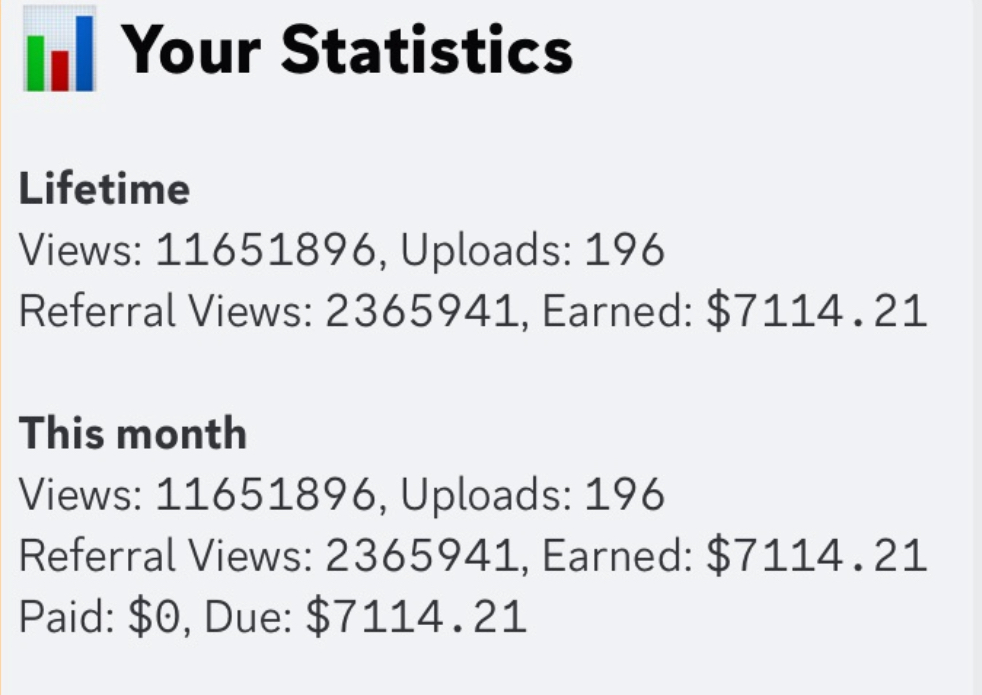 Your Statistics
Lifetime
Views: 11651896, Uploads: 196
Referral Views: 2365941, Earned: $7114.21
This month
Views: 11651896, Uploads: 196
Referral Views: 2365941, Earned: $7114.21
Paid: $0, Due: $7114.21